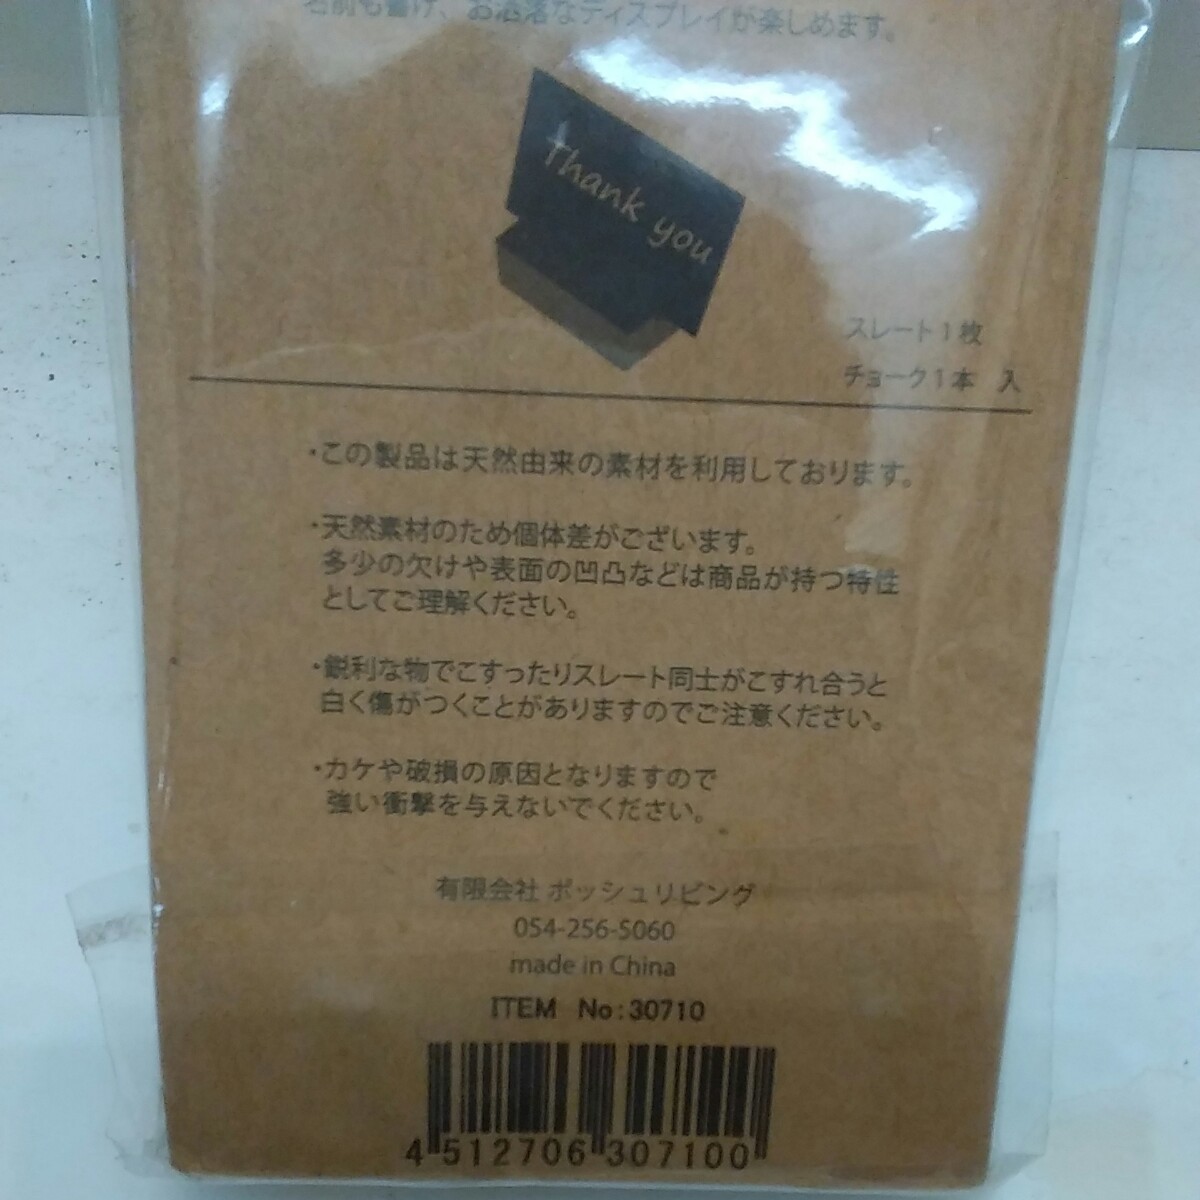 名前も書け、お洒落なディスプレイが楽しめます。
thank you
スレート1枚
チョーク1本 入
・この製品は天然由来の素材を利用しております。
・天然素材のため個体差がございます。
多少の欠けや表面の凹凸などは商品が持つ特性
としてご理解ください。
・鋭利な物でこすったりスレート同士がこすれ合うと
白く傷がつくことがありますのでご注意ください。
・カケや破損の原因となりますので
強い衝撃を与えないでください。
有限会社 ポッシュリビング
054-256-5060
made in China
ITEM No:30710
4 512706 307100